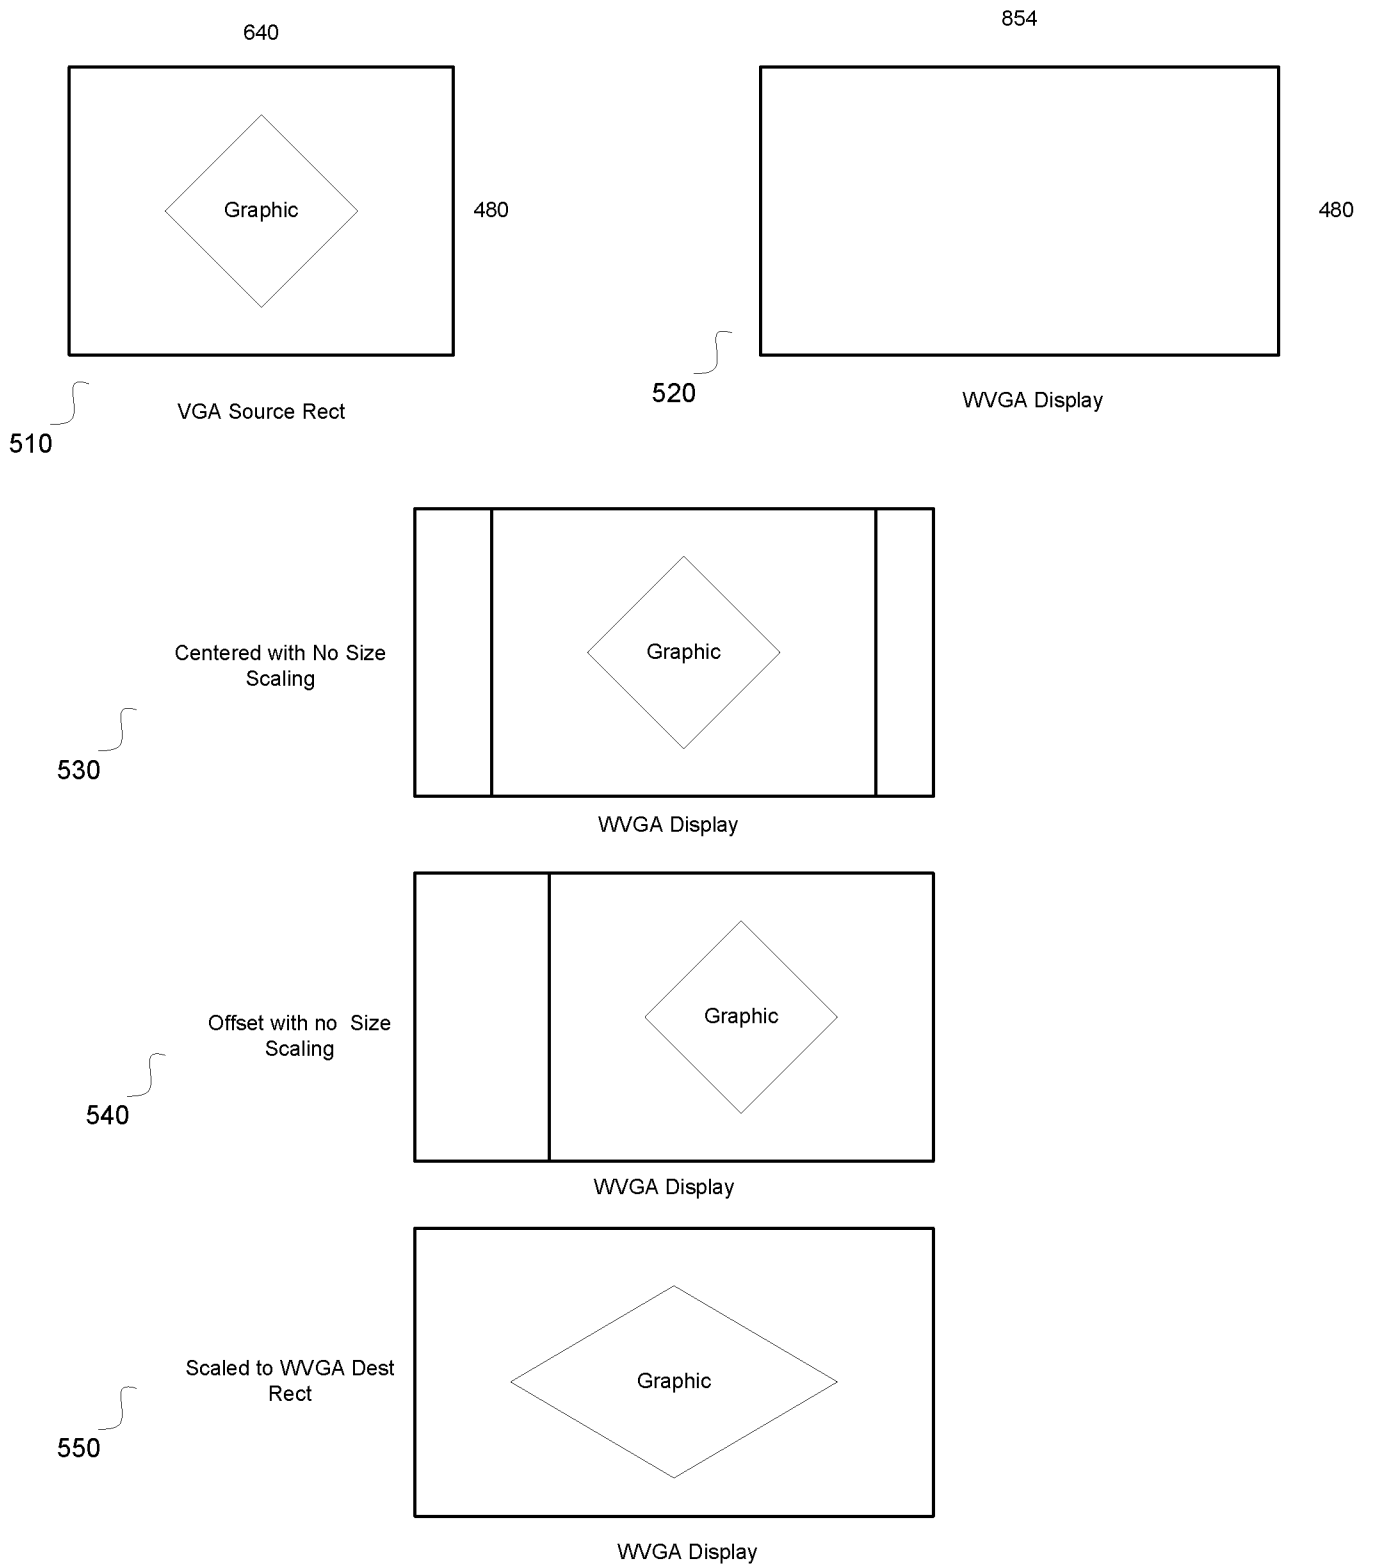 640
854
Graphic
480
480
520
WVGA Display
VGA Source Rect
510
Centered with No Size
Scaling
Graphic
530
WVGA Display
Offset with no  Size
Scaling
Graphic
540
WVGA Display
Scaled to WVGA Dest
Rect
Graphic
550
WVGA Display